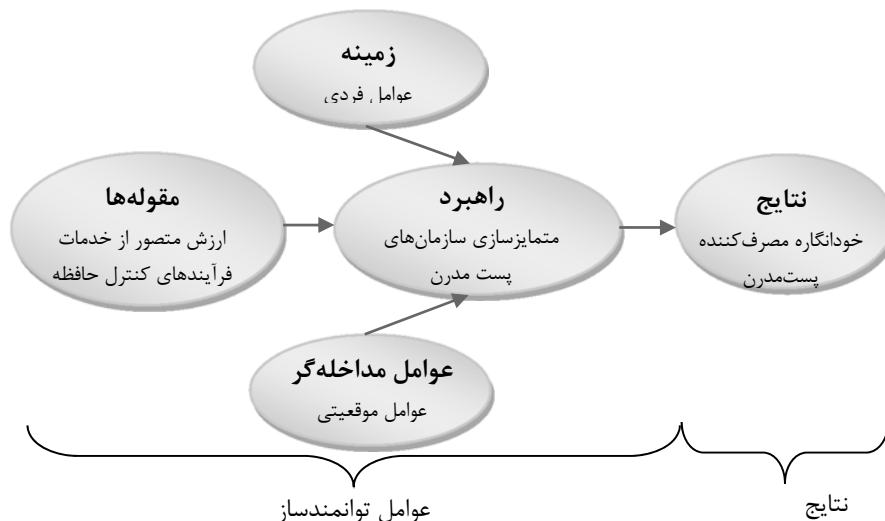 زمینه
عوامل فردی
مقوله‌ها
ارزش متصور از خدمات
فرآیندهای کنترل حافظه
راهبرد
متمایزسازی سازمان‌های
پست مدرن
نتایج
خودانگاره مصرف‌کننده
پست‌مدرن
عوامل مداخله‌گر
عوامل موقعیتی
عوامل توانمندساز
نتایج